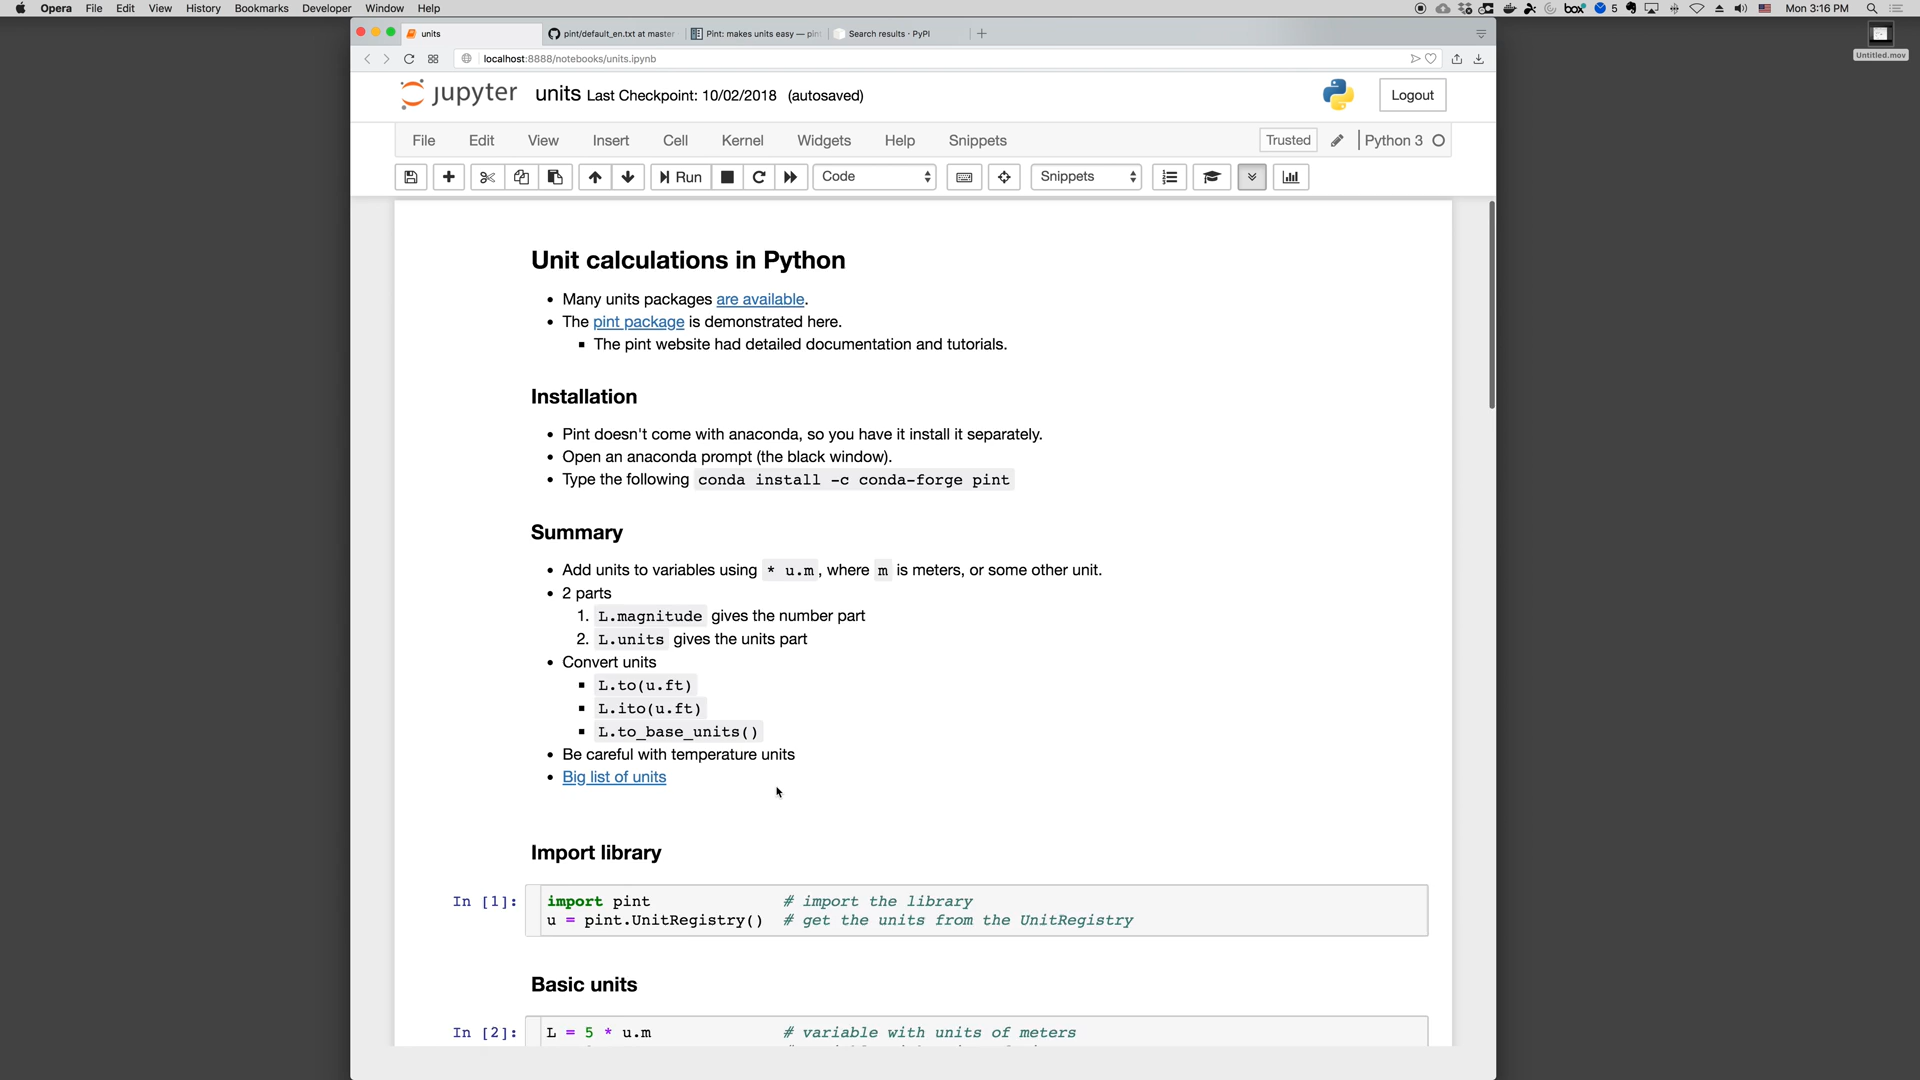 Opera File Edit View History Bookmarks Developer Window Help
box 5 Mon 3:16 PM
Untitled.mov
units
pint/default_en.txt at master
Pint: makes units easy — pin
Search results · PyPI
localhost:8888/notebooks/units.ipynb
jupyter units Last Checkpoint: 10/02/2018 (autosaved)
Logout
File Edit View Insert Cell Kernel Widgets Help Snippets
Trusted Python 3
Run Code Snippets
Unit calculations in Python
• Many units packages are available.
• The pint package is demonstrated here.
▪ The pint website had detailed documentation and tutorials.
Installation
• Pint doesn't come with anaconda, so you have it install it separately.
• Open an anaconda prompt (the black window).
• Type the following conda install -c conda-forge pint
Summary
• Add units to variables using * u.m, where m is meters, or some other unit.
• 2 parts
1. L.magnitude gives the number part
2. L.units gives the units part
• Convert units
▪ L.to(u.ft)
▪ L.ito(u.ft)
▪ L.to_base_units()
• Be careful with temperature units
• Big list of units
Import library
In [1]: import pint # import the library
u = pint.UnitRegistry() # get the units from the UnitRegistry
Basic units
In [2]: L = 5 * u.m # variable with units of meters